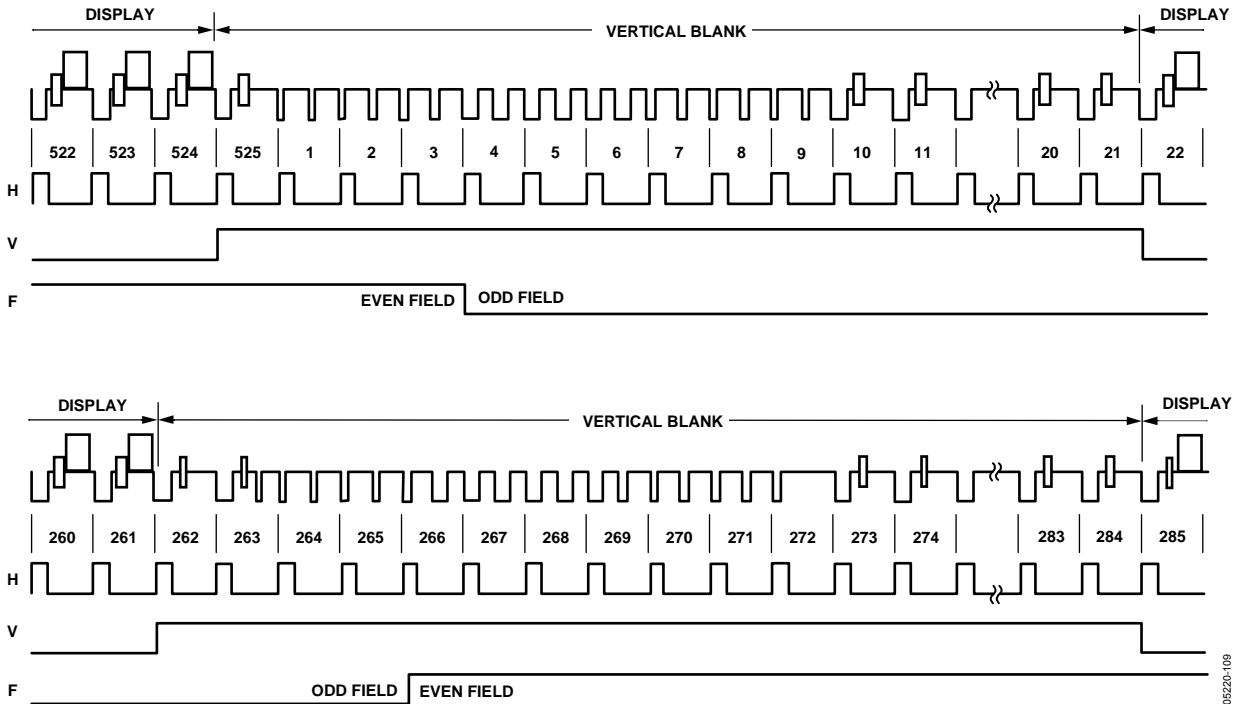 DISPLAY VERTICAL BLANK DISPLAY
522 523 524 525 1 2 3 4 5 6 7 8 9 10 11 20 21 22
H
V
F EVEN FIELD ODD FIELD
DISPLAY VERTICAL BLANK DISPLAY
260 261 262 263 264 265 266 267 268 269 270 271 272 273 274 283 284 285
H
V
F ODD FIELD EVEN FIELD
05220-109